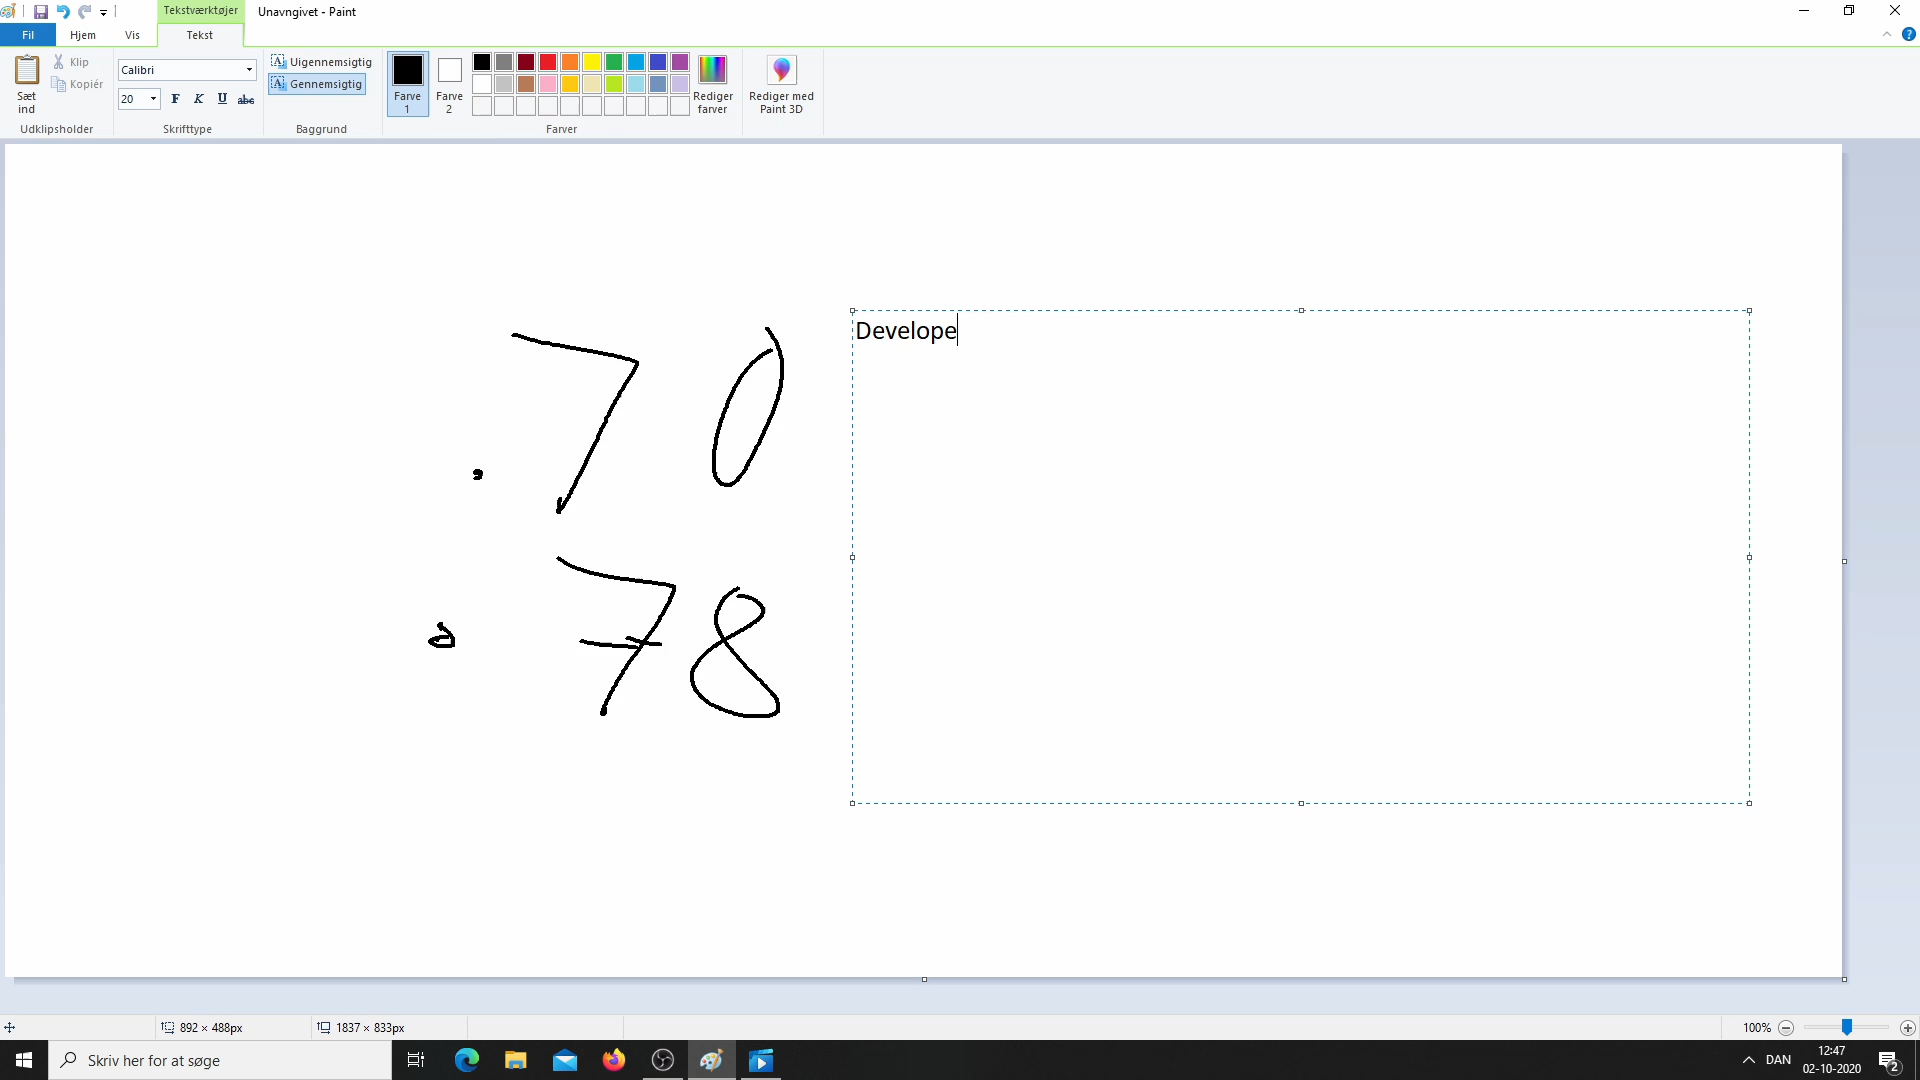 Tekstværktøjer
Unavngivet - Paint
Fil
Hjem
Vis
Tekst
Sæt ind
Klip
Kopiér
Udklipsholder
Calibri
20
F K U abc
Skrifttype
Uigennemsigtig
Gennemsigtig
Baggrund
Farve 1
Farve 2
Rediger farver
Farver
Rediger med Paint 3D
Develope
. 70
. 78
892 × 488px
1837 × 833px
100%
Skriv her for at søge
DAN
12:47
02-10-2020
2